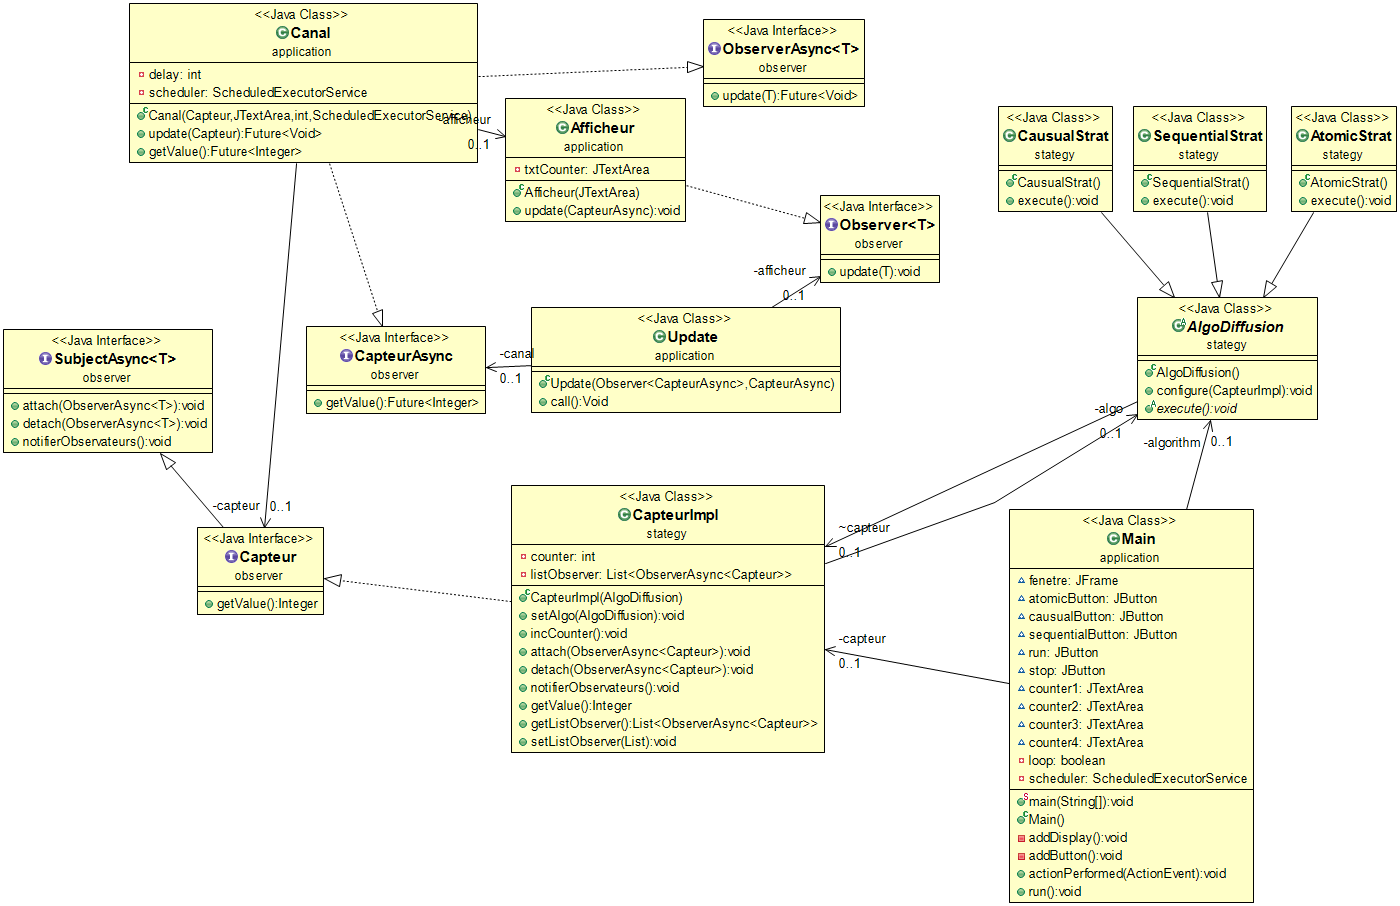 <<Java Class>>
Canal
application
delay: int
scheduler: ScheduledExecutorService
Canal(Capteur,JTextArea,int,ScheduledExecutorService)
update(Capteur):Future<Void>
getValue():Future<Integer>
<<Java Interface>>
ObserverAsync<T>
observer
update(T):Future<Void>
-afficheur
0..1
<<Java Class>>
Afficheur
application
txtCounter: JTextArea
Afficheur(JTextArea)
update(CapteurAsync):void
<<Java Class>>
CausualStrat
stategy
CausualStrat()
execute():void
<<Java Class>>
SequentialStrat
stategy
SequentialStrat()
execute():void
<<Java Class>>
AtomicStrat
stategy
AtomicStrat()
execute():void
<<Java Interface>>
Observer<T>
observer
update(T):void
-afficheur
0..1
<<Java Interface>>
SubjectAsync<T>
observer
attach(ObserverAsync<T>):void
detach(ObserverAsync<T>):void
notifierObservateurs():void
<<Java Interface>>
CapteurAsync
observer
getValue():Future<Integer>
-canal
0..1
<<Java Class>>
Update
application
Update(Observer<CapteurAsync>,CapteurAsync)
call():Void
<<Java Class>>
AlgoDiffusion
stategy
AlgoDiffusion()
configure(CapteurImpl):void
execute():void
-algo
0..1
-algorithm
0..1
-capteur
0..1
<<Java Interface>>
Capteur
observer
getValue():Integer
<<Java Class>>
CapteurImpl
stategy
counter: int
listObserver: List<ObserverAsync<Capteur>>
CapteurImpl(AlgoDiffusion)
setAlgo(AlgoDiffusion):void
incCounter():void
attach(ObserverAsync<Capteur>):void
detach(ObserverAsync<Capteur>):void
notifierObservateurs():void
getValue():Integer
getListObserver():List<ObserverAsync<Capteur>>
setListObserver(List):void
~capteur
0..1
-capteur
0..1
<<Java Class>>
Main
application
fenetre: JFrame
atomicButton: JButton
causualButton: JButton
sequentialButton: JButton
run: JButton
stop: JButton
counter1: JTextArea
counter2: JTextArea
counter3: JTextArea
counter4: JTextArea
loop: boolean
scheduler: ScheduledExecutorService
main(String[]):void
Main()
addDisplay():void
addButton():void
actionPerformed(ActionEvent):void
run():void